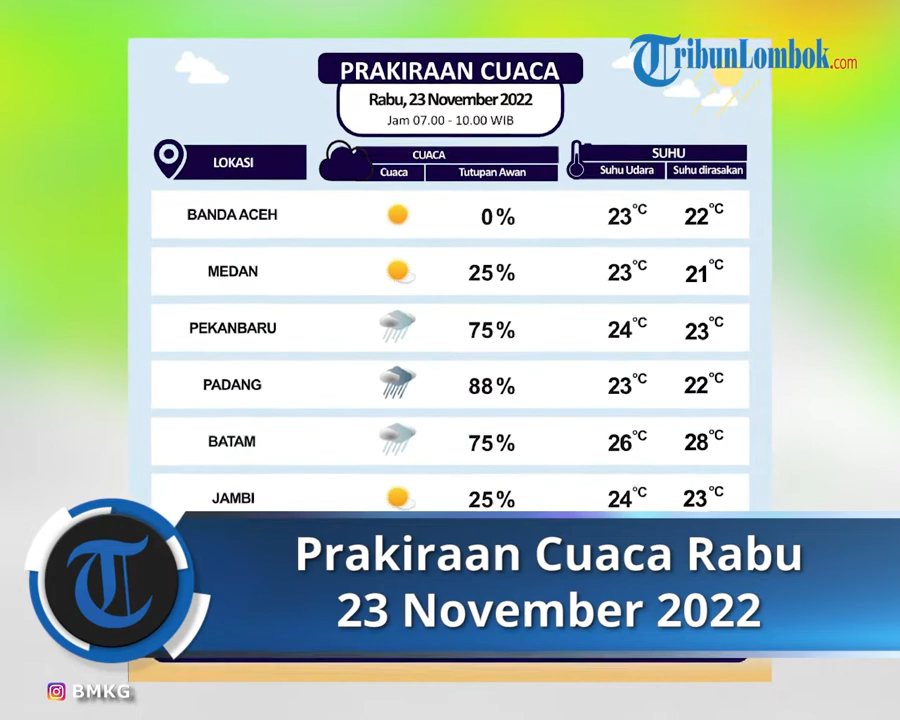 TribunLombok.com
PRAKIRAAN CUACA
Rabu, 23 November 2022
Jam 07.00 - 10.00 WIB
LOKASI
CUACA
Cuaca
Tutupan Awan
SUHU
Suhu Udara
Suhu dirasakan
BANDA ACEH 0% 23°C 22°C
MEDAN 25% 23°C 21°C
PEKANBARU 75% 24°C 23°C
PADANG 88% 23°C 22°C
BATAM 75% 26°C 28°C
JAMBI 25% 24°C 23°C
T
Prakiraan Cuaca Rabu
23 November 2022
BMKG